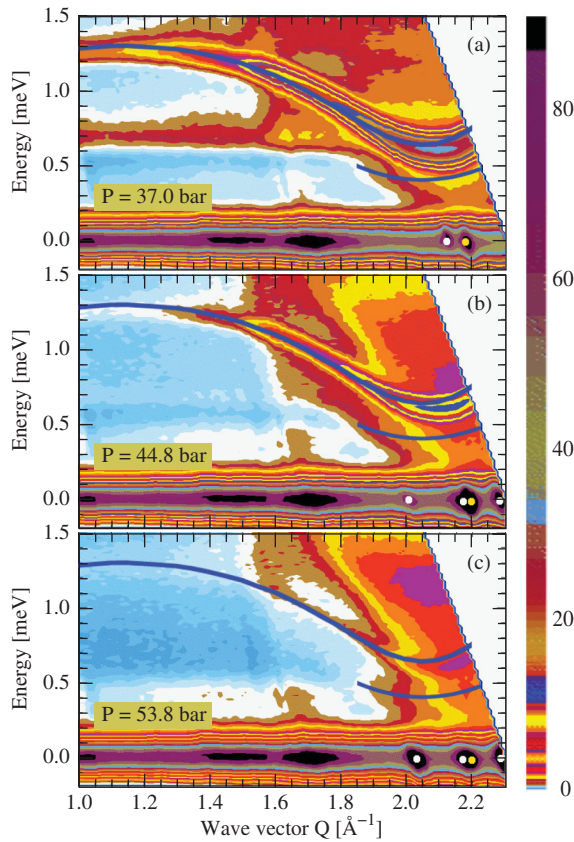 1.5
(a)
80
1.0
Energy [meV]
0.5
P = 37.0 bar
0.0
1.5
60
(b)
1.0
Energy [meV]
0.5
40
P = 44.8 bar
0.0
1.5
(c)
20
1.0
Energy [meV]
0.5
P = 53.8 bar
0.0
0
1.0 1.2 1.4 1.6 1.8 2.0 2.2
Wave vector Q [Å⁻¹]